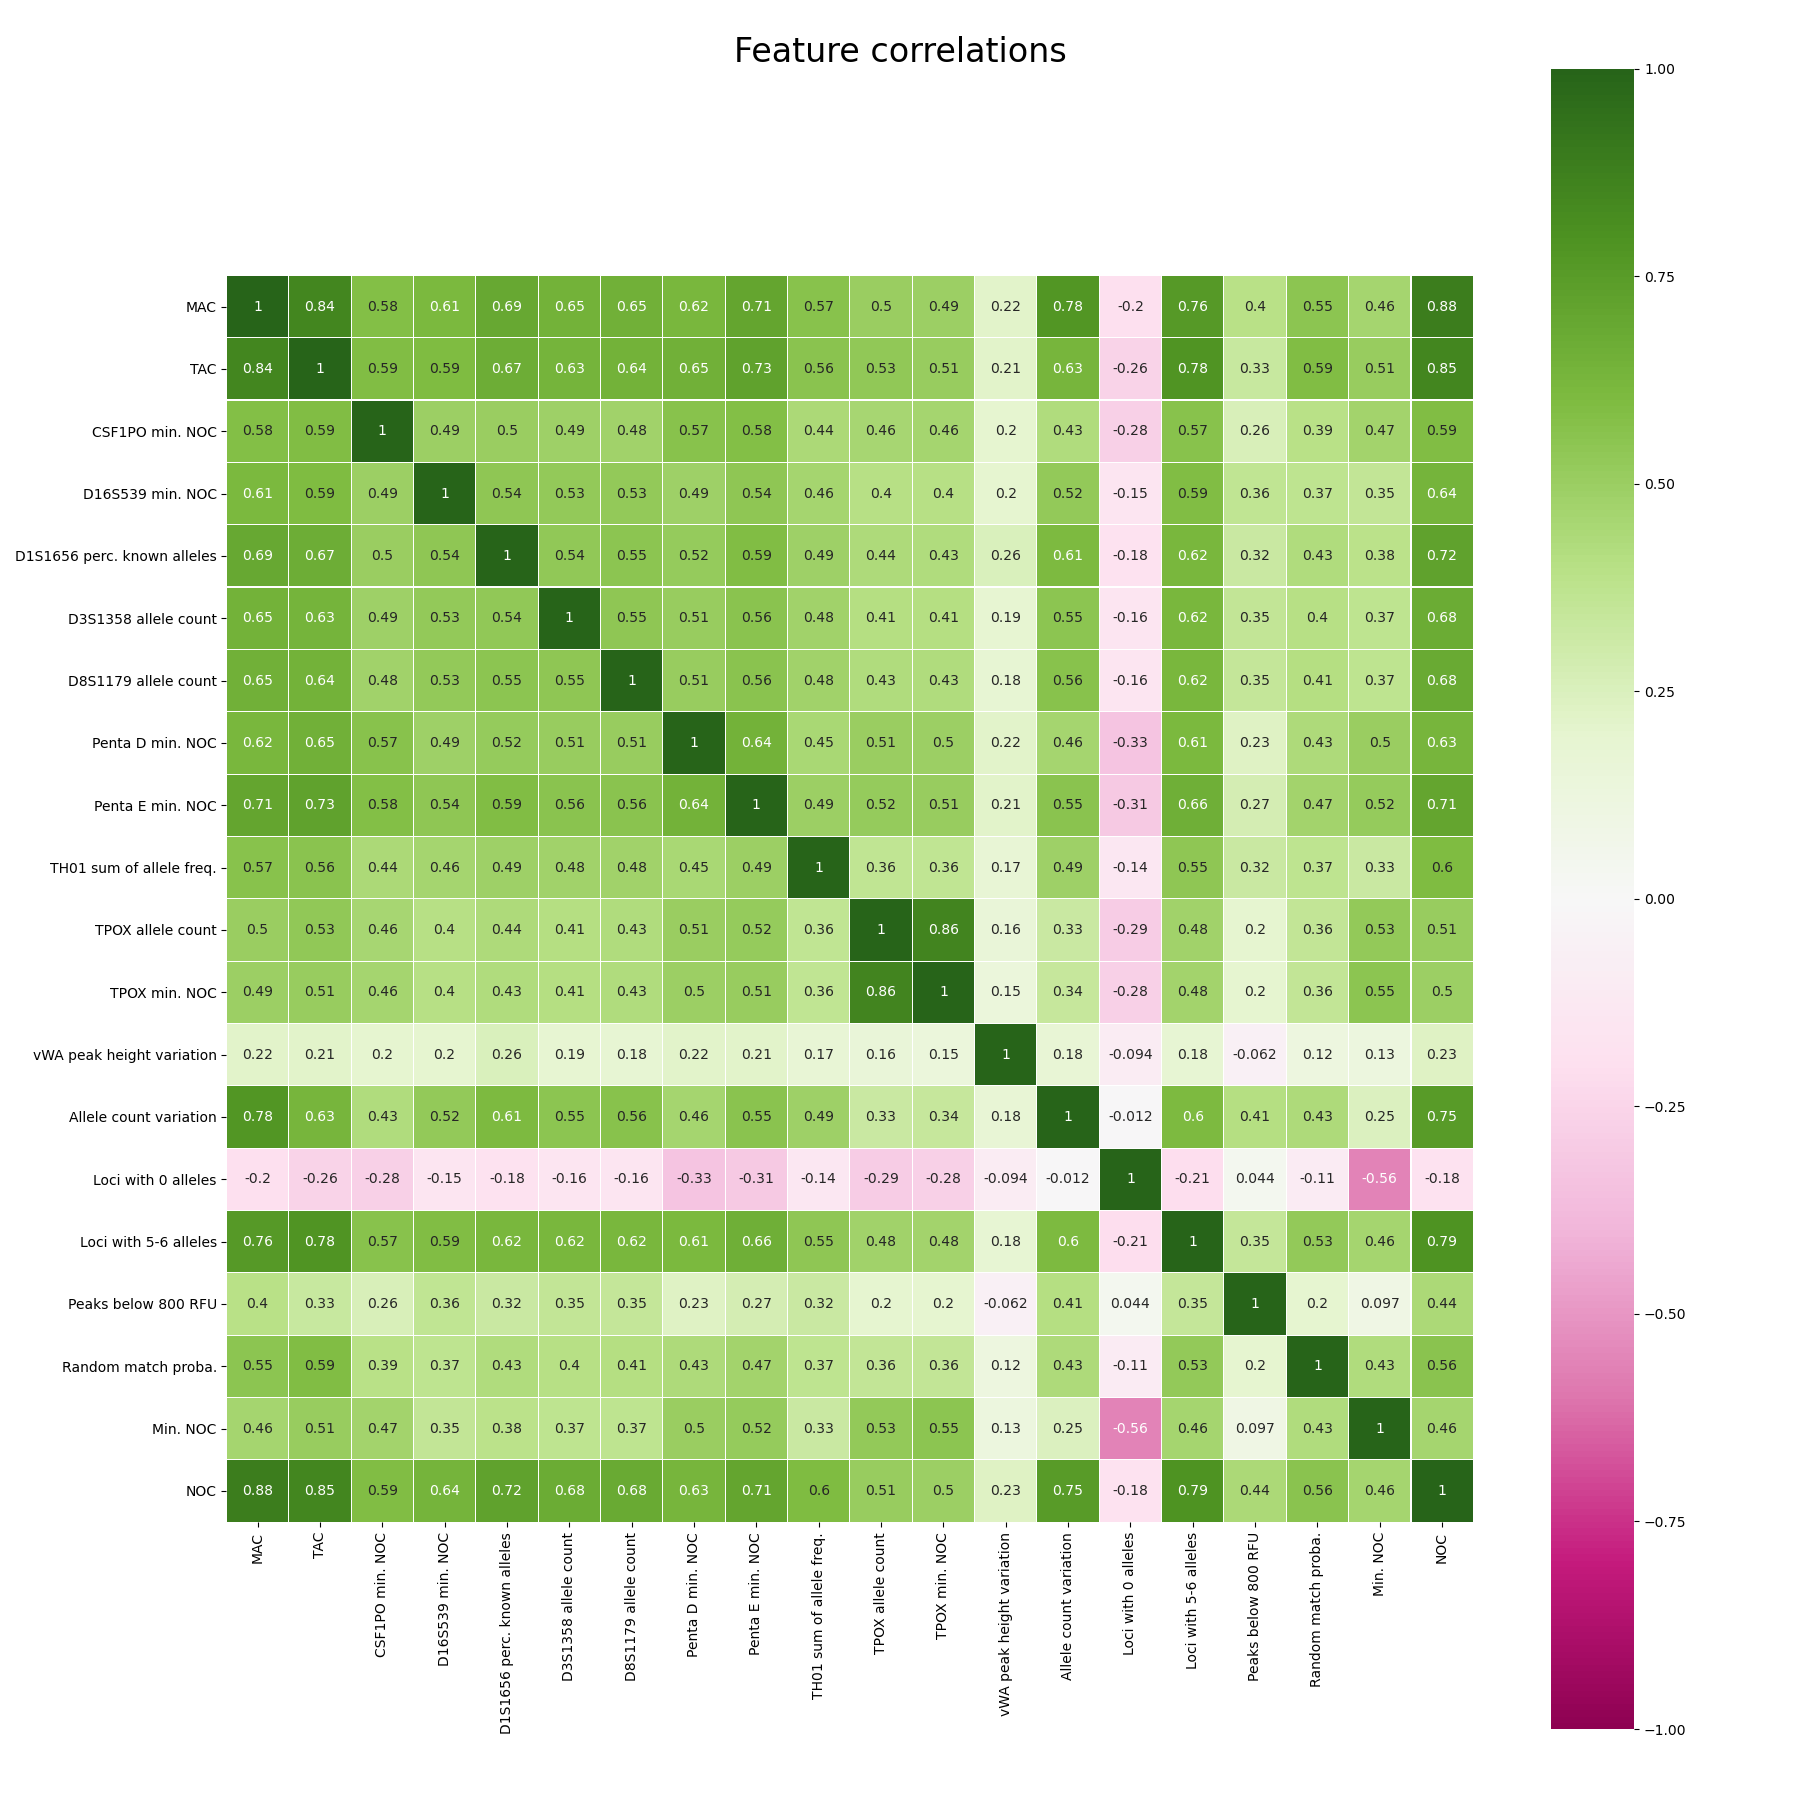 Feature correlations
1.00
0.75
0.50
0.25
0.00
−0.25
−0.50
−0.75
−1.00
MAC 1 0.84 0.58 0.61 0.69 0.65 0.65 0.62 0.71 0.57 0.5 0.49 0.22 0.78 -0.2 0.76 0.4 0.55 0.46 0.88
TAC 0.84 1 0.59 0.59 0.67 0.63 0.64 0.65 0.73 0.56 0.53 0.51 0.21 0.63 -0.26 0.78 0.33 0.59 0.51 0.85
CSF1PO min. NOC 0.58 0.59 1 0.49 0.5 0.49 0.48 0.57 0.58 0.44 0.46 0.46 0.2 0.43 -0.28 0.57 0.26 0.39 0.47 0.59
D16S539 min. NOC 0.61 0.59 0.49 1 0.54 0.53 0.53 0.49 0.54 0.46 0.4 0.4 0.2 0.52 -0.15 0.59 0.36 0.37 0.35 0.64
D1S1656 perc. known alleles 0.69 0.67 0.5 0.54 1 0.54 0.55 0.52 0.59 0.49 0.44 0.43 0.26 0.61 -0.18 0.62 0.32 0.43 0.38 0.72
D3S1358 allele count 0.65 0.63 0.49 0.53 0.54 1 0.55 0.51 0.56 0.48 0.41 0.41 0.19 0.55 -0.16 0.62 0.35 0.4 0.37 0.68
D8S1179 allele count 0.65 0.64 0.48 0.53 0.55 0.55 1 0.51 0.56 0.48 0.43 0.43 0.18 0.56 -0.16 0.62 0.35 0.41 0.37 0.68
Penta D min. NOC 0.62 0.65 0.57 0.49 0.52 0.51 0.51 1 0.64 0.45 0.51 0.5 0.22 0.46 -0.33 0.61 0.23 0.43 0.5 0.63
Penta E min. NOC 0.71 0.73 0.58 0.54 0.59 0.56 0.56 0.64 1 0.49 0.52 0.51 0.21 0.55 -0.31 0.66 0.27 0.47 0.52 0.71
TH01 sum of allele freq. 0.57 0.56 0.44 0.46 0.49 0.48 0.48 0.45 0.49 1 0.36 0.36 0.17 0.49 -0.14 0.55 0.32 0.37 0.33 0.6
TPOX allele count 0.5 0.53 0.46 0.4 0.44 0.41 0.43 0.51 0.52 0.36 1 0.86 0.16 0.33 -0.29 0.48 0.2 0.36 0.53 0.51
TPOX min. NOC 0.49 0.51 0.46 0.4 0.43 0.41 0.43 0.5 0.51 0.36 0.86 1 0.15 0.34 -0.28 0.48 0.2 0.36 0.55 0.5
vWA peak height variation 0.22 0.21 0.2 0.2 0.26 0.19 0.18 0.22 0.21 0.17 0.16 0.15 1 0.18 -0.094 0.18 -0.062 0.12 0.13 0.23
Allele count variation 0.78 0.63 0.43 0.52 0.61 0.55 0.56 0.46 0.55 0.49 0.33 0.34 0.18 1 -0.012 0.6 0.41 0.43 0.25 0.75
Loci with 0 alleles -0.2 -0.26 -0.28 -0.15 -0.18 -0.16 -0.16 -0.33 -0.31 -0.14 -0.29 -0.28 -0.094 -0.012 1 -0.21 0.044 -0.11 -0.56 -0.18
Loci with 5-6 alleles 0.76 0.78 0.57 0.59 0.62 0.62 0.62 0.61 0.66 0.55 0.48 0.48 0.18 0.6 -0.21 1 0.35 0.53 0.46 0.79
Peaks below 800 RFU 0.4 0.33 0.26 0.36 0.32 0.35 0.35 0.23 0.27 0.32 0.2 0.2 -0.062 0.41 0.044 0.35 1 0.2 0.097 0.44
Random match proba. 0.55 0.59 0.39 0.37 0.43 0.4 0.41 0.43 0.47 0.37 0.36 0.36 0.12 0.43 -0.11 0.53 0.2 1 0.43 0.56
Min. NOC 0.46 0.51 0.47 0.35 0.38 0.37 0.37 0.5 0.52 0.33 0.53 0.55 0.13 0.25 -0.56 0.46 0.097 0.43 1 0.46
NOC 0.88 0.85 0.59 0.64 0.72 0.68 0.68 0.63 0.71 0.6 0.51 0.5 0.23 0.75 -0.18 0.79 0.44 0.56 0.46 1
MAC
TAC
CSF1PO min. NOC
D16S539 min. NOC
D1S1656 perc. known alleles
D3S1358 allele count
D8S1179 allele count
Penta D min. NOC
Penta E min. NOC
TH01 sum of allele freq.
TPOX allele count
TPOX min. NOC
vWA peak height variation
Allele count variation
Loci with 0 alleles
Loci with 5-6 alleles
Peaks below 800 RFU
Random match proba.
Min. NOC
NOC